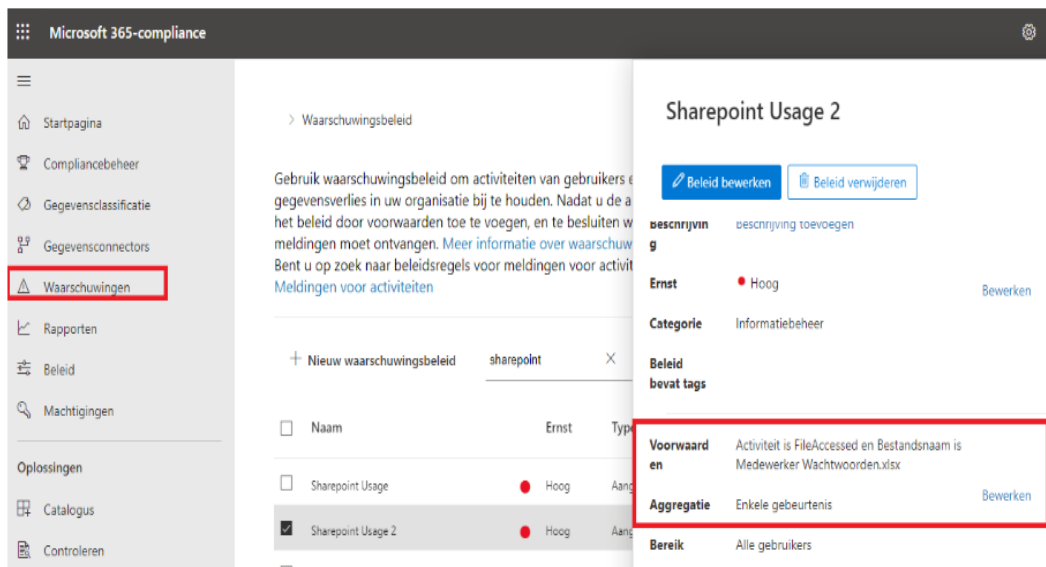 Microsoft 365-compliance
Startpagina
Compliancebeheer
Gegevensclassificatie
Gegevensconnectors
Waarschuwingen
Rapporten
Beleid
Machtigingen
Oplossingen
Catalogus
Controleren
> Waarschuwingsbeleid
Gebruik waarschuwingsbeleid om activiteiten van gebruikers e
gegevensverlies in uw organisatie bij te houden. Nadat u de a
het beleid door voorwaarden toe te voegen, en te besluiten w
meldingen moet ontvangen. Meer informatie over waarschuw
Bent u op zoek naar beleidsregels voor meldingen voor activit
Meldingen voor activiteiten
+ Nieuw waarschuwingsbeleid sharepoint
Naam Ernst Type
Sharepoint Usage Hoog Aang
Sharepoint Usage 2 Hoog Aang
Sharepoint Usage 2
Beleid bewerken Beleid verwijderen
Beschrijvin
g
Beschrijving toevoegen
Ernst Hoog Bewerken
Categorie Informatiebeheer
Beleid
bevat tags
Voorwaard
en
Activiteit is FileAccessed en Bestandsnaam is
Medewerker Wachtwoorden.xlsx
Aggregatie Enkele gebeurtenis Bewerken
Bereik Alle gebruikers